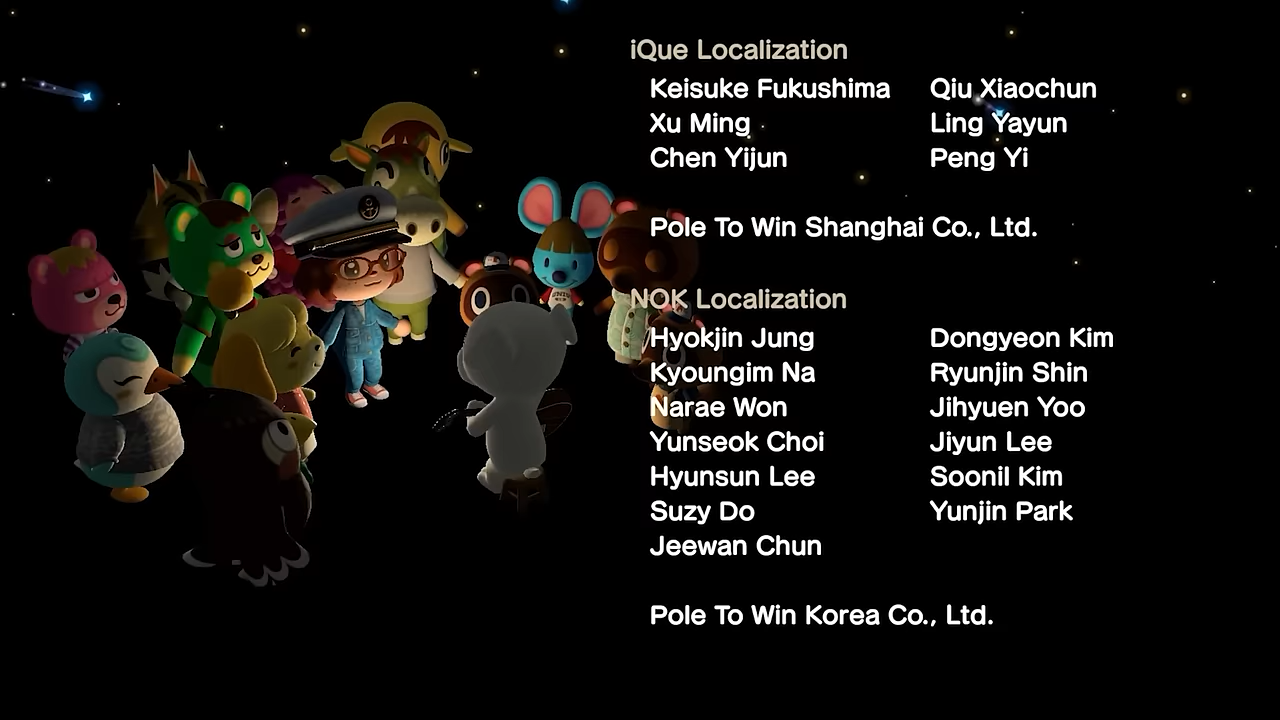 iQue Localization
Keisuke Fukushima Qiu Xiaochun
Xu Ming Ling Yayun
Chen Yijun Peng Yi
Pole To Win Shanghai Co., Ltd.
NOK Localization
Hyokjin Jung Dongyeon Kim
Kyoungim Na Ryunjin Shin
Narae Won Jihyuen Yoo
Yunseok Choi Jiyun Lee
Hyunsun Lee Soonil Kim
Suzy Do Yunjin Park
Jeewan Chun
Pole To Win Korea Co., Ltd.